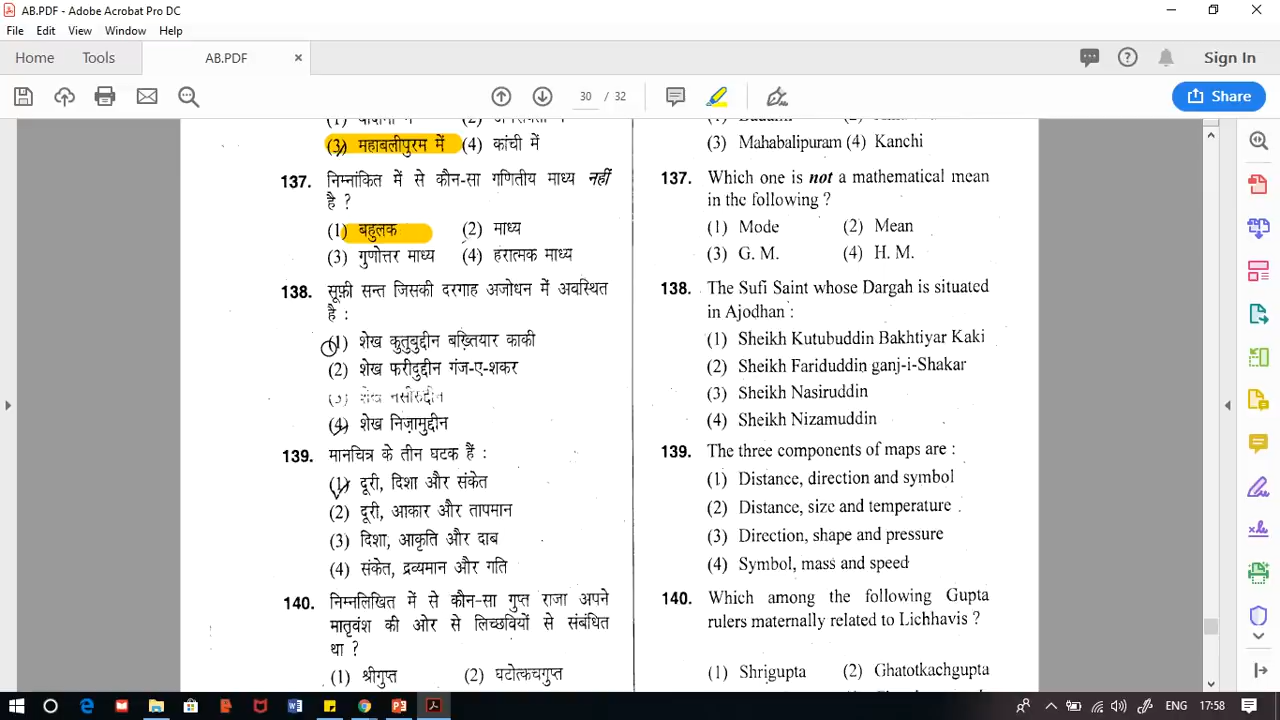 AB.PDF - Adobe Acrobat Pro DC
File Edit View Window Help
Home Tools AB.PDF × Sign In
30 / 32 Share
(3) महाबलीपुरम में (4) कांची में
137. निम्नांकित में से कौन-सा गणितीय माध्य नहीं
है ?
(1) बहुलक (2) माध्य
(3) गुणोत्तर माध्य (4) हरात्मक माध्य
138. सूफ़ी सन्त जिसकी दरगाह अजोधन में अवस्थित
है :
(1) शेख कुतुबुद्दीन बख़्तियार काकी
(2) शेख फरीदुद्दीन गंज-ए-शकर
(3) शेख नसीरुद्दीन
(4) शेख निज़ामुद्दीन
139. मानचित्र के तीन घटक हैं :
(1) दूरी, दिशा और संकेत
(2) दूरी, आकार और तापमान
(3) दिशा, आकृति और दाब
(4) संकेत, द्रव्यमान और गति
140. निम्नलिखित में से कौन-सा गुप्त राजा अपने
मातृवंश की ओर से लिच्छवियों से संबंधित
था ?
(1) श्रीगुप्त (2) घटोत्कचगुप्त
(3) Mahabalipuram (4) Kanchi
137. Which one is not a mathematical mean
in the following ?
(1) Mode (2) Mean
(3) G. M. (4) H. M.
138. The Sufi Saint whose Dargah is situated
in Ajodhan :
(1) Sheikh Kutubuddin Bakhtiyar Kaki
(2) Sheikh Fariduddin ganj-i-Shakar
(3) Sheikh Nasiruddin
(4) Sheikh Nizamuddin
139. The three components of maps are :
(1) Distance, direction and symbol
(2) Distance, size and temperature
(3) Direction, shape and pressure
(4) Symbol, mass and speed
140. Which among the following Gupta
rulers maternally related to Lichhavis ?
(1) Shrigupta (2) Ghatotkachgupta
ENG 17:58